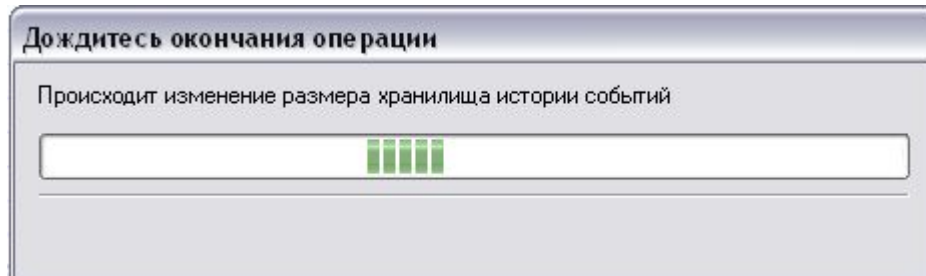 Дождитесь окончания операции
Происходит изменение размера хранилища истории событий